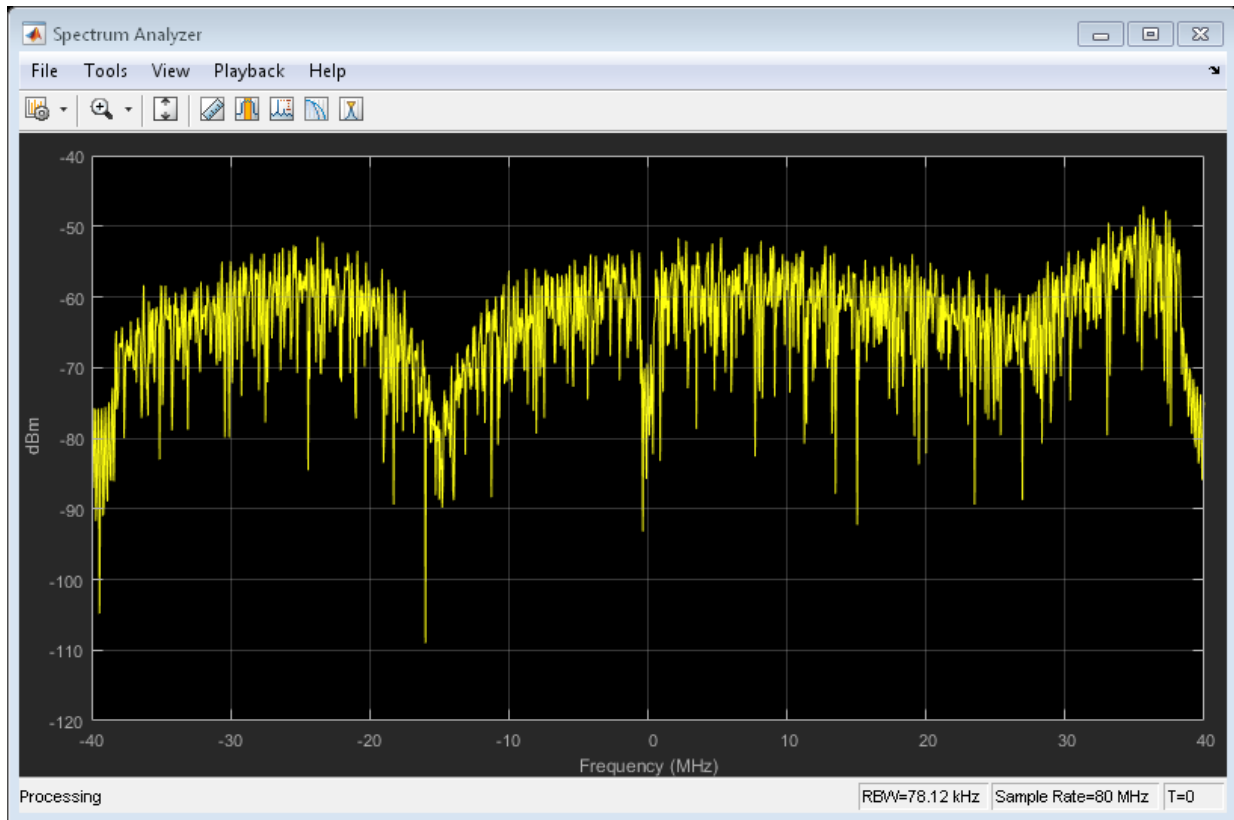 Spectrum Analyzer
File Tools View Playback Help
-40
-50
-60
-70
-80
-90
-100
-110
-120
dBm
-40 -30 -20 -10 0 10 20 30 40
Frequency (MHz)
Processing RBW=78.12 kHz Sample Rate=80 MHz T=0